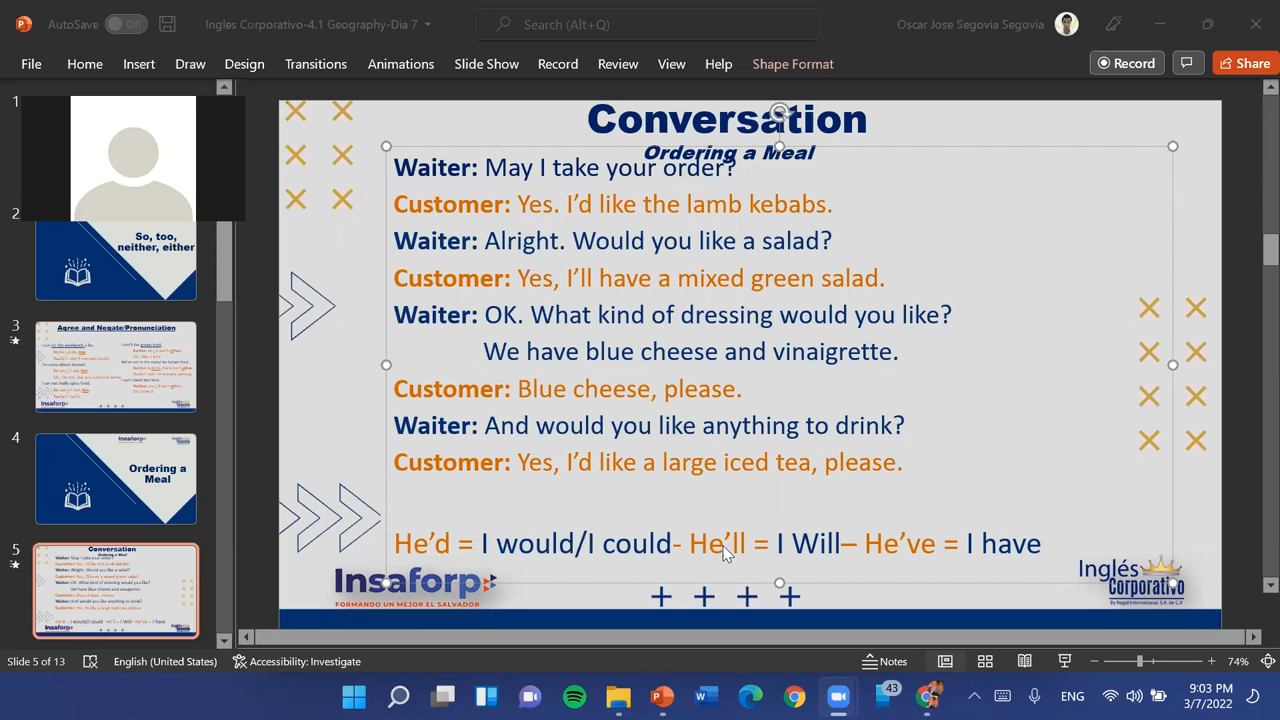 AutoSave Off
Ingles Corporativo-4.1 Geography-Dia 7
Search (Alt+Q)
Oscar Jose Segovia Segovia
File Home Insert Draw Design Transitions Animations Slide Show Record Review View Help Shape Format
Record
Share
1
2
So, too,
neither, either
3
Agree and Negate/Pronunciation
4
Ordering a
Meal
5
Conversation
Ordering a Meal
Waiter: May I take your order?
Customer: Yes. I'd like the lamb kebabs.
Waiter: Alright. Would you like a salad?
Customer: Yes, I'll have a mixed green salad.
Waiter: OK. What kind of dressing would you like?
We have blue cheese and vinaigrette.
Customer: Blue cheese, please.
Waiter: And would you like anything to drink?
Customer: Yes, I'd like a large iced tea, please.
He'd = I would/I could- He'll = I Will– He've = I have
Insaforp
FORMANDO UN MEJOR EL SALVADOR
Inglés
Corporativo
Slide 5 of 13
English (United States)
Accessibility: Investigate
Notes
74%
43
ENG
9:03 PM
3/7/2022